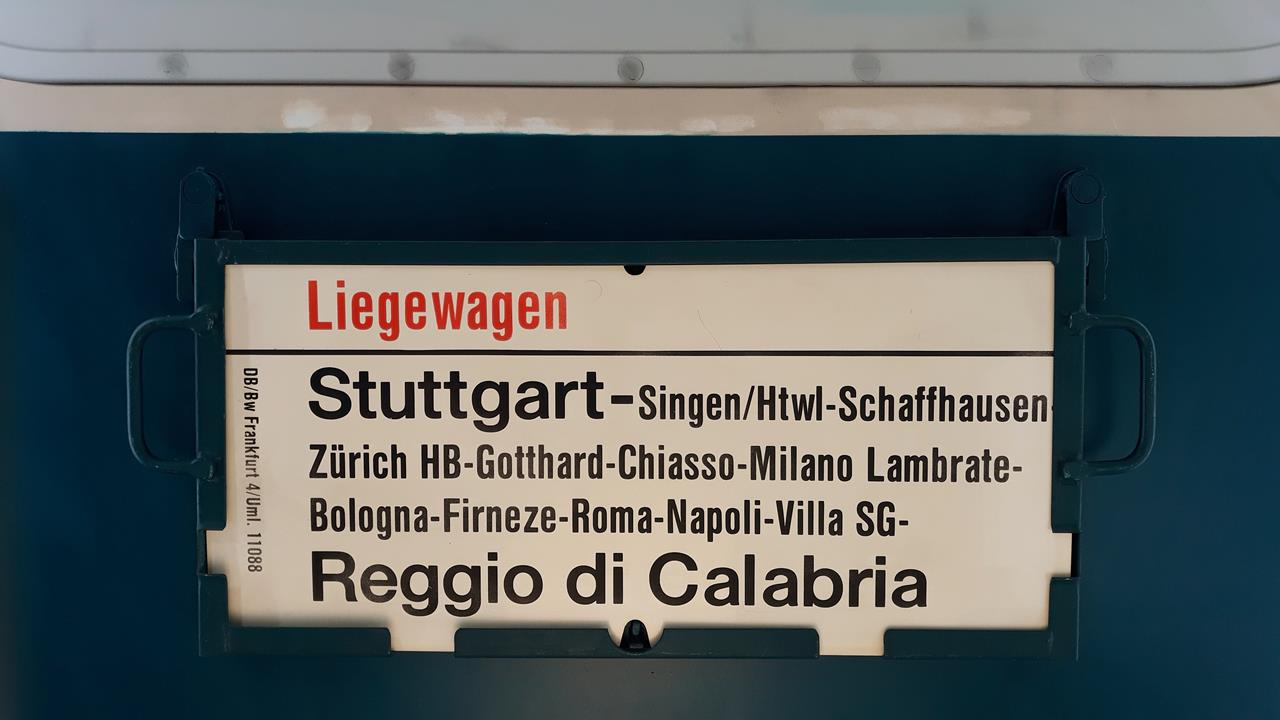 Liegewagen
DB/Bw Frankfurt 4/Uml. 11088
Stuttgart-Singen/Htwl-Schaffhausen-
Zürich HB-Gotthard-Chiasso-Milano Lambrate-
Bologna-Firneze-Roma-Napoli-Villa SG-
Reggio di Calabria